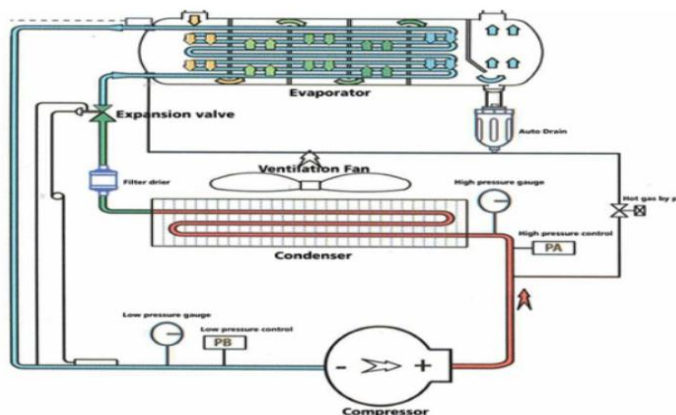 Evaporator
Expansion valve
Auto Drain
Filter drier
Ventilation Fan
High pressure gauge
Hot gas by p
High pressure control
PA
Condenser
Low pressure gauge
Low pressure control
PB
- +
Compressor